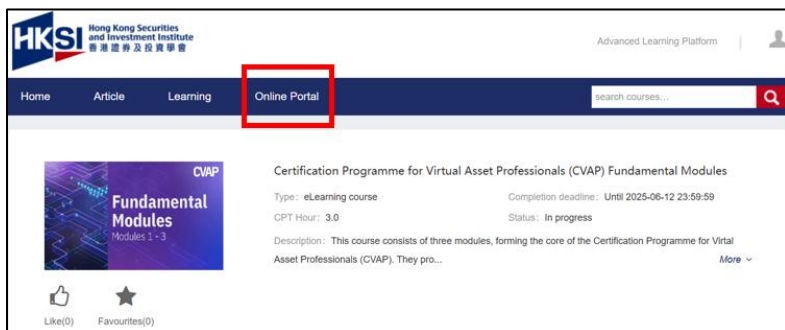 HKSI Hong Kong Securities
and Investment Institute
香港證券及投資學會
Advanced Learning Platform
Home Article Learning Online Portal search courses...
CVAP
Fundamental
Modules
Modules 1 - 3
Certification Programme for Virtual Asset Professionals (CVAP) Fundamental Modules
Type: eLearning course Completion deadline: Until 2025-06-12 23:59:59
CPT Hour: 3.0 Status: In progress
Description: This course consists of three modules, forming the core of the Certification Programme for Virtal
Asset Professionals (CVAP). They pro... More
Like(0) Favourites(0)